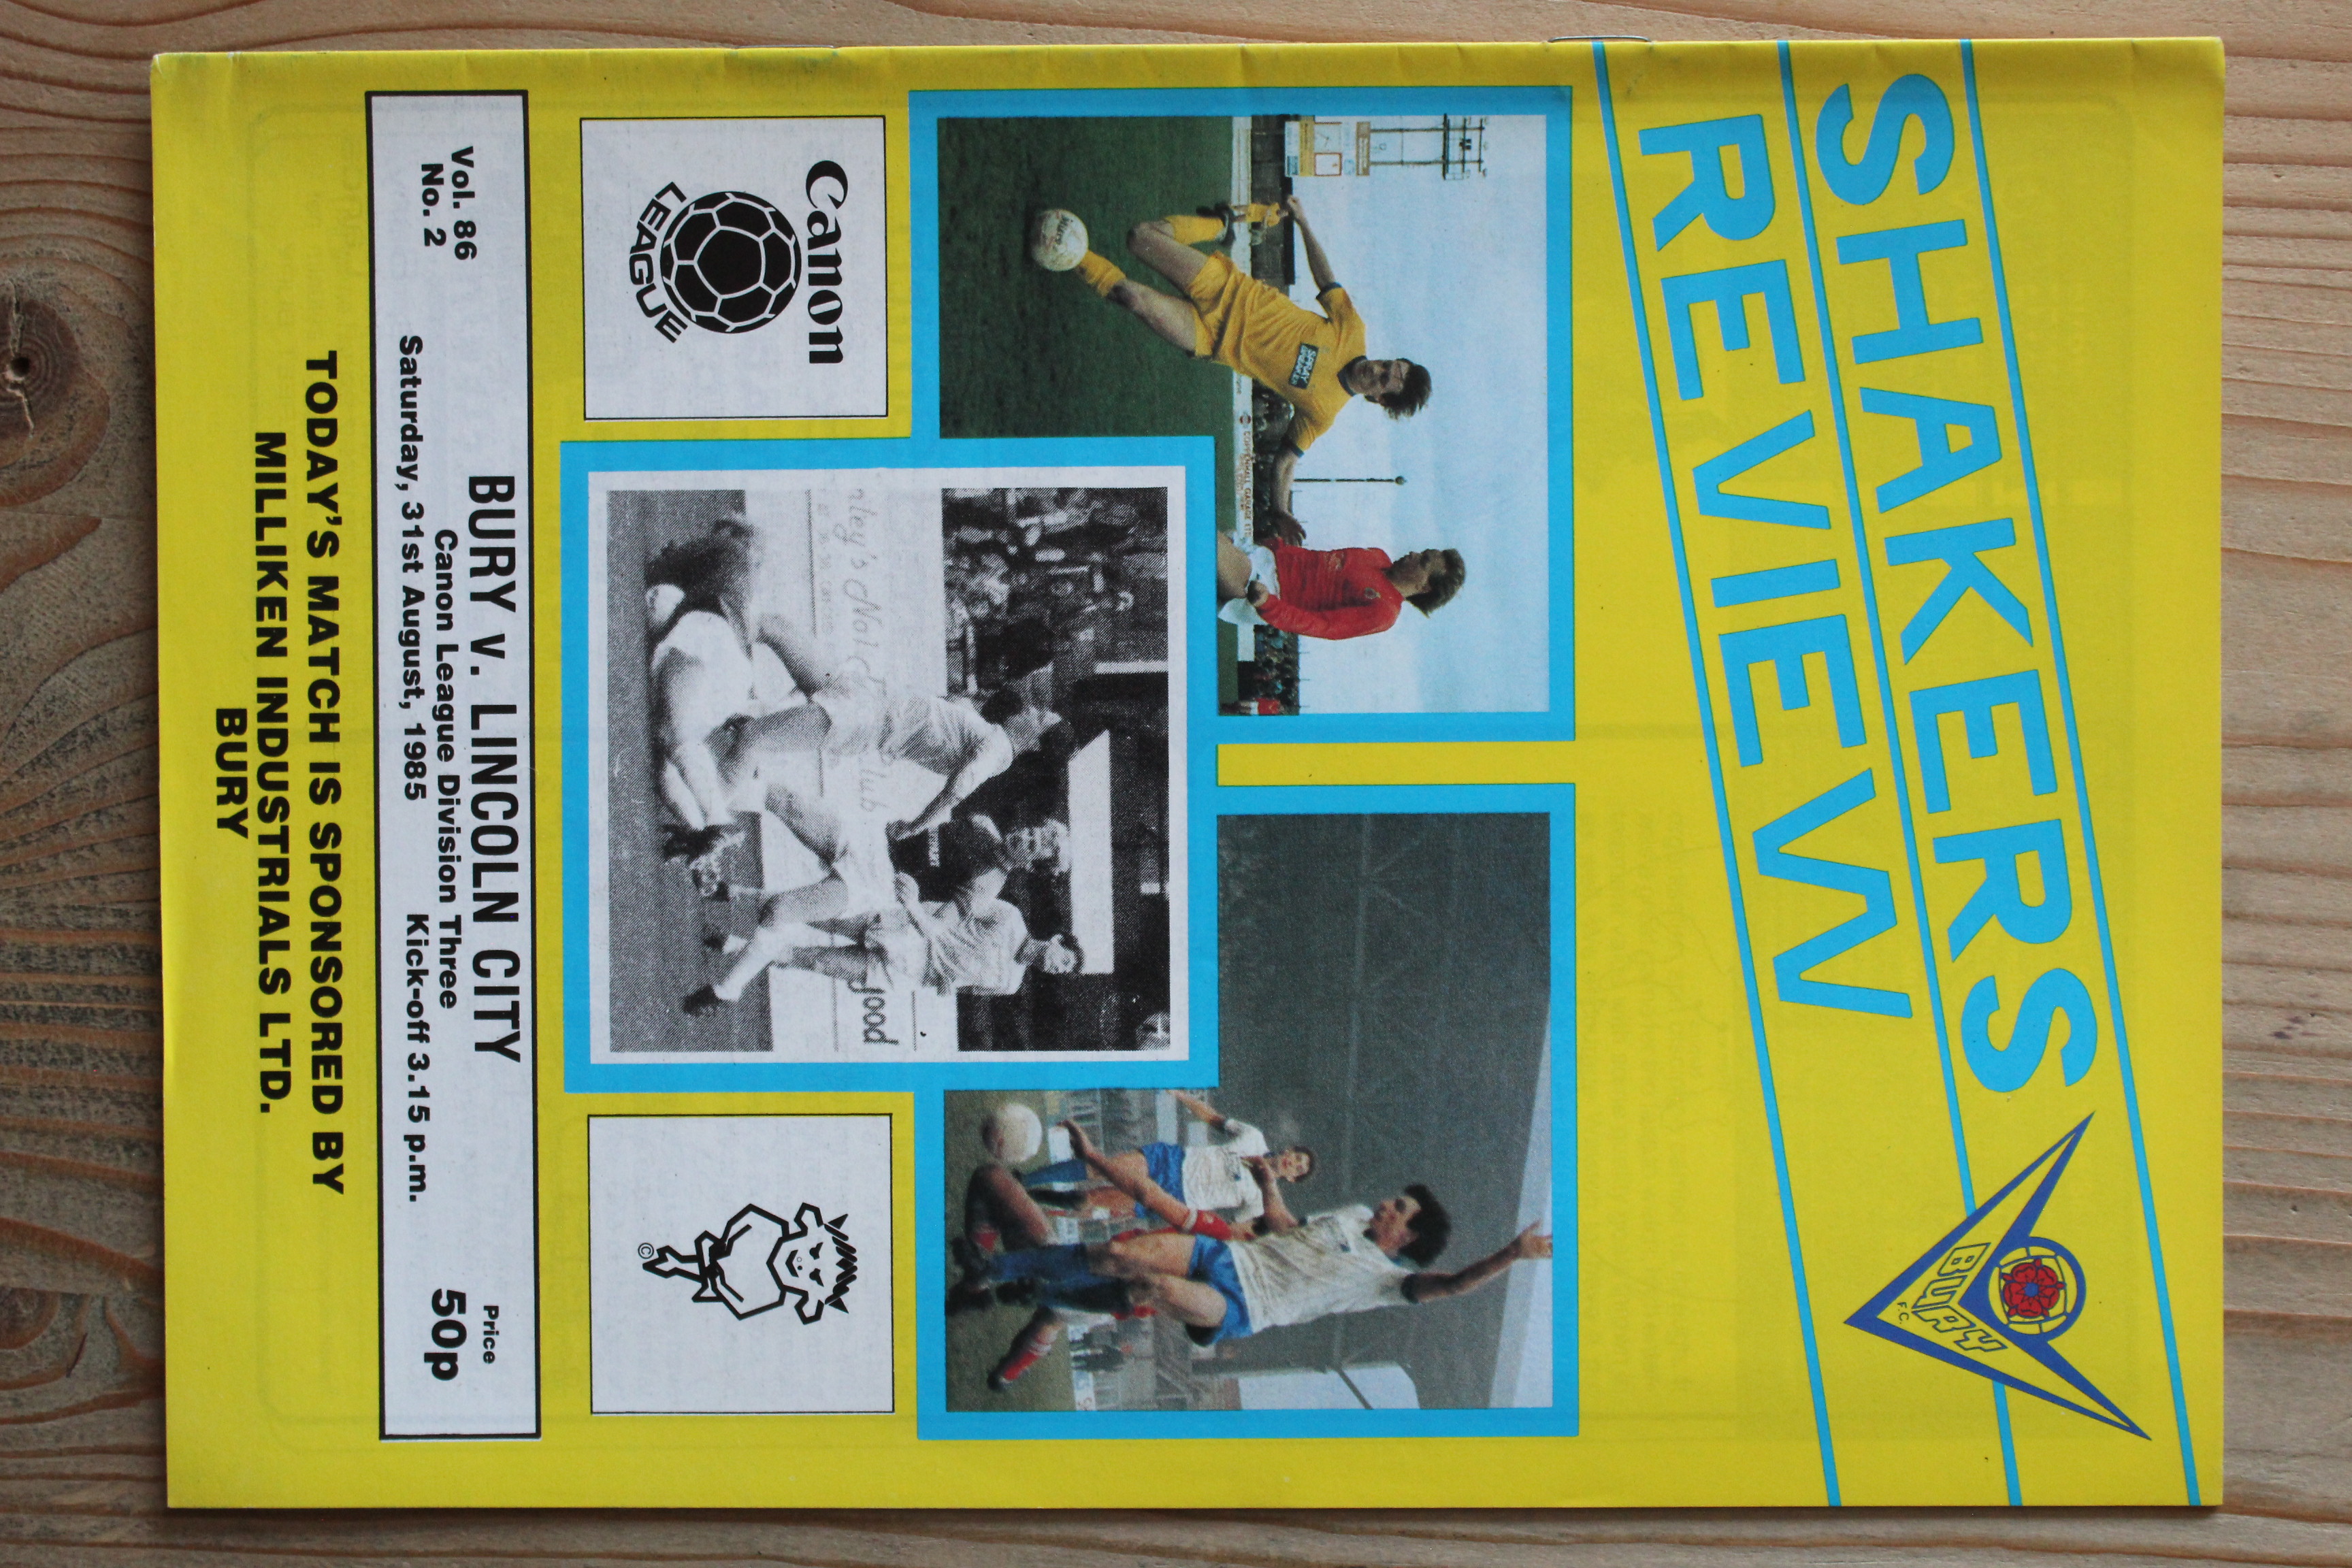 SHAKERS
REVIEW
BURY
F.C.
Canon
LEAGUE
©
BURY v. LINCOLN CITY
Vol. 86
No. 2
Canon League Division Three
Saturday, 31st August, 1985 Kick-off 3.15 p.m.
Price
50p
TODAY'S MATCH IS SPONSORED BY
MILLIKEN INDUSTRIALS LTD.
BURY